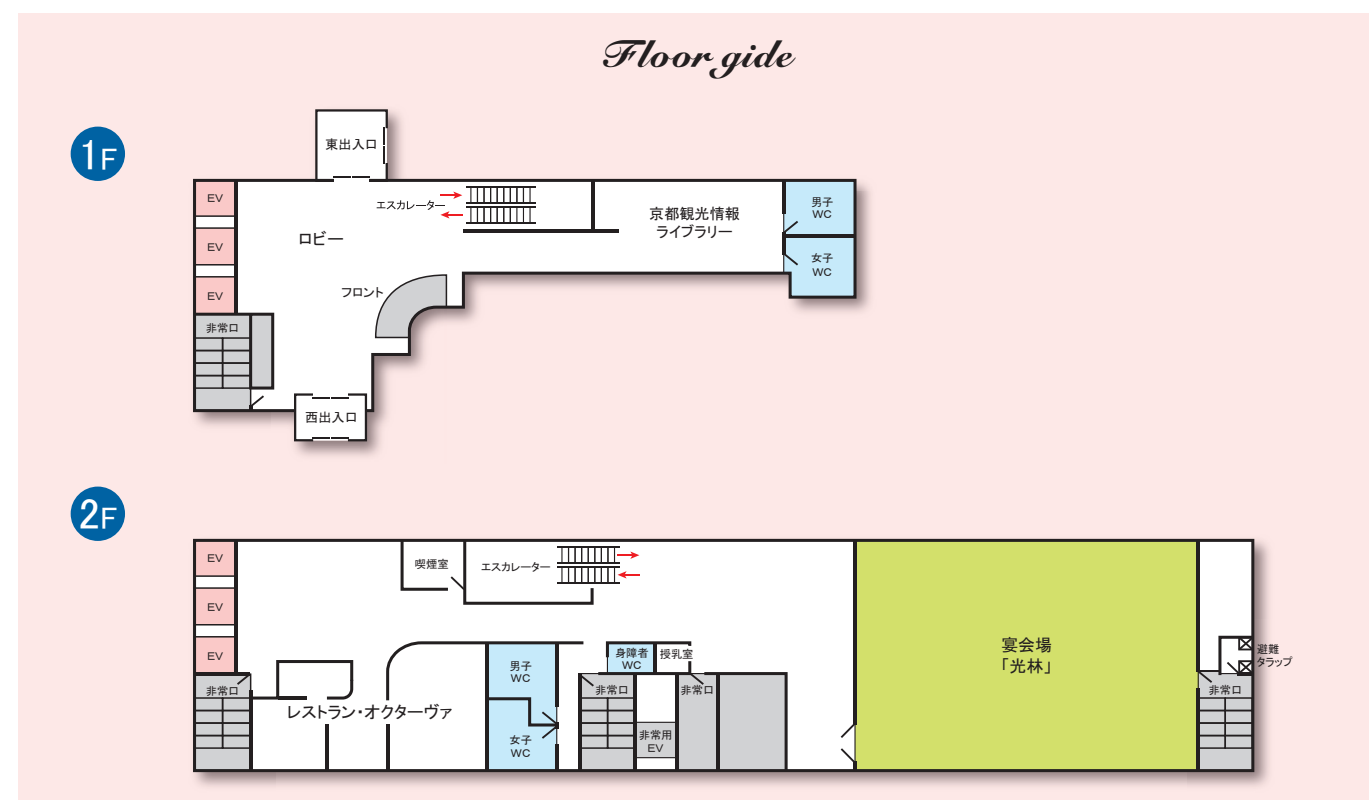 Floor gide
1F
東出入口
EV
エスカレーター
京都観光情報
ライブラリー
男子
WC
ロビー
EV
女子
WC
EV
フロント
非常口
西出入口
2F
EV
喫煙室
エスカレーター
EV
EV
男子
WC
身障者
WC
授乳室
宴会場
「光林」
避難
タラップ
非常口
非常口
非常口
非常口
レストラン・オクターヴァ
女子
WC
非常用
EV